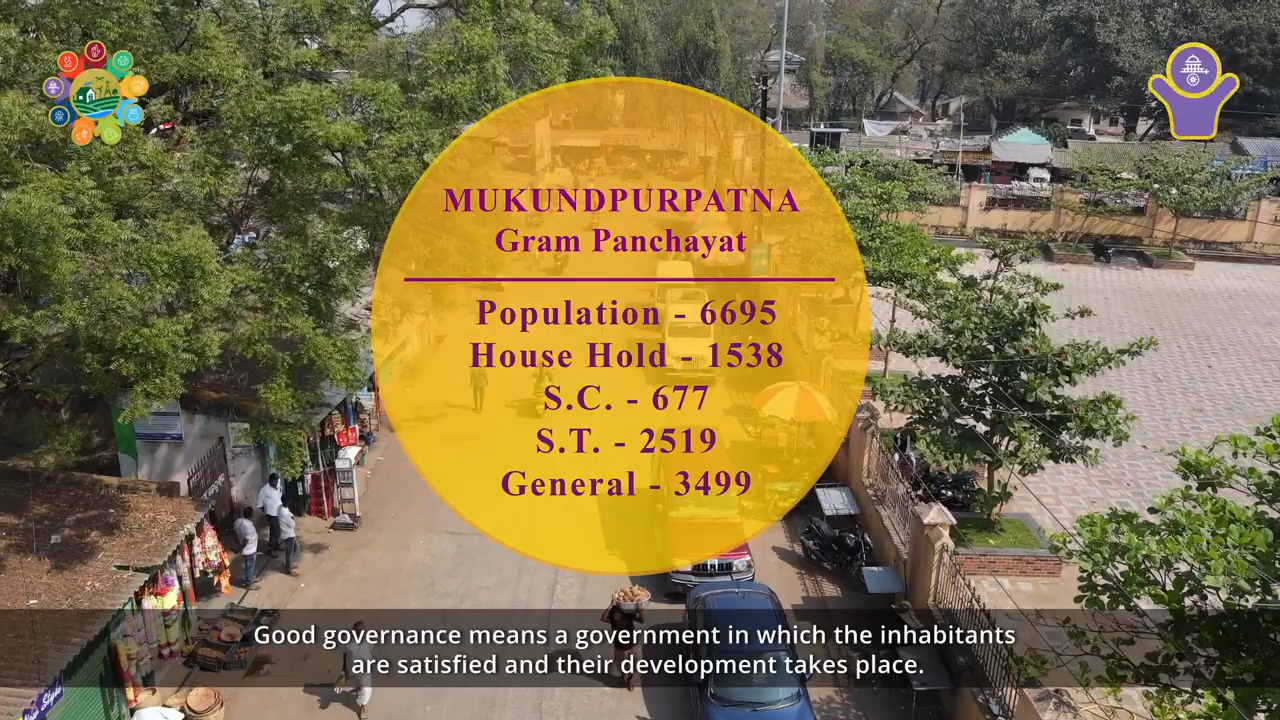 MUKUNDPURPATNA
Gram Panchayat
Population - 6695
House Hold - 1538
S.C. - 677
S.T. - 2519
General - 3499
Good governance means a government in which the inhabitants
are satisfied and their development takes place.